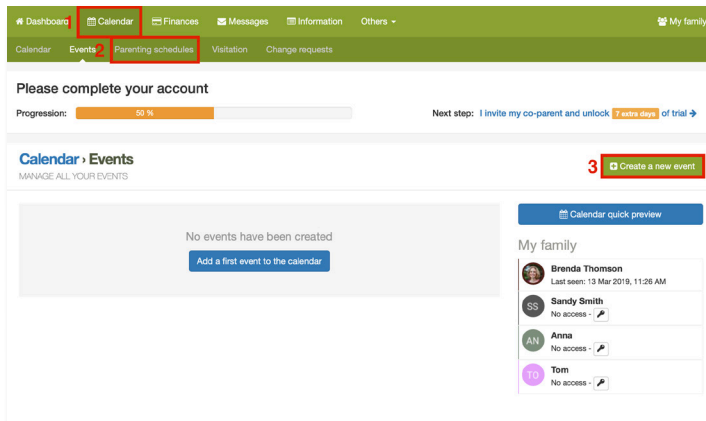 Dashboard 1 Calendar Finances Messages Information Others My family
Calendar Events 2 Parenting schedules Visitation Change requests
Please complete your account
Progression: 50 % Next step: I invite my co-parent and unlock 7 extra days of trial
Calendar › Events
MANAGE ALL YOUR EVENTS
3 Create a new event
No events have been created
Add a first event to the calendar
Calendar quick preview
My family
Brenda Thomson
Last seen: 13 Mar 2019, 11:26 AM
SS Sandy Smith
No access -
AN Anna
No access -
TO Tom
No access -